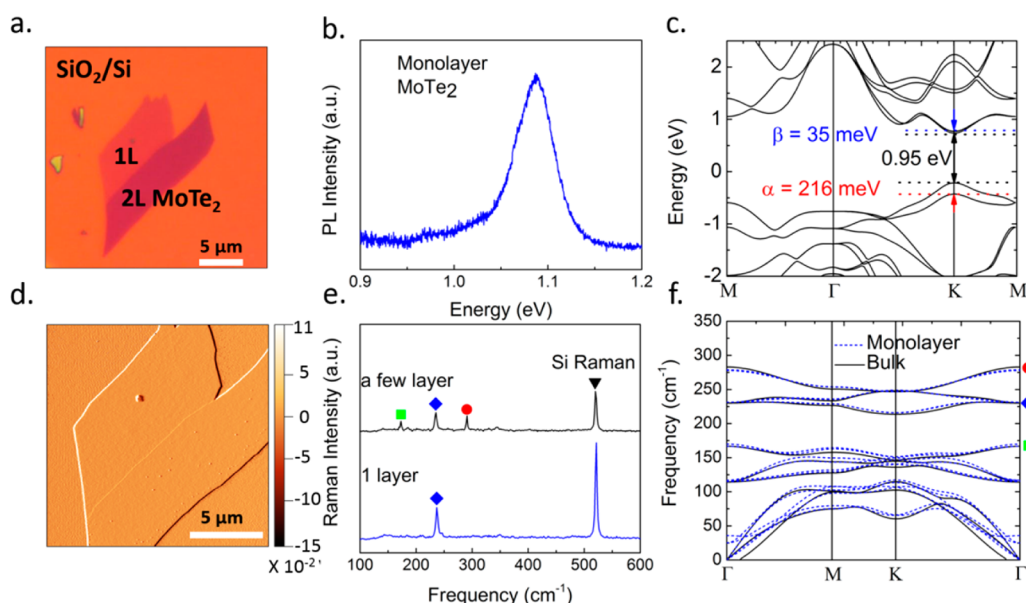 a.
SiO2/Si
1L
2L MoTe2
5 μm
b.
Monolayer
MoTe2
PL Intensity (a.u.)
0.9 1.0 1.1 1.2
Energy (eV)
c.
Energy (eV)
2
1
0
-1
-2
β = 35 meV
0.95 eV
α = 216 meV
M Γ K M
d.
5 μm
11
5
0
-5
-10
-15
X 10-2
e.
Raman Intensity (a.u.)
Si Raman
a few layer
1 layer
100 200 300 400 500 600
Frequency (cm-1)
f.
Frequency (cm-1)
350
300
250
200
150
100
50
0
Monolayer
Bulk
Γ M K Γ